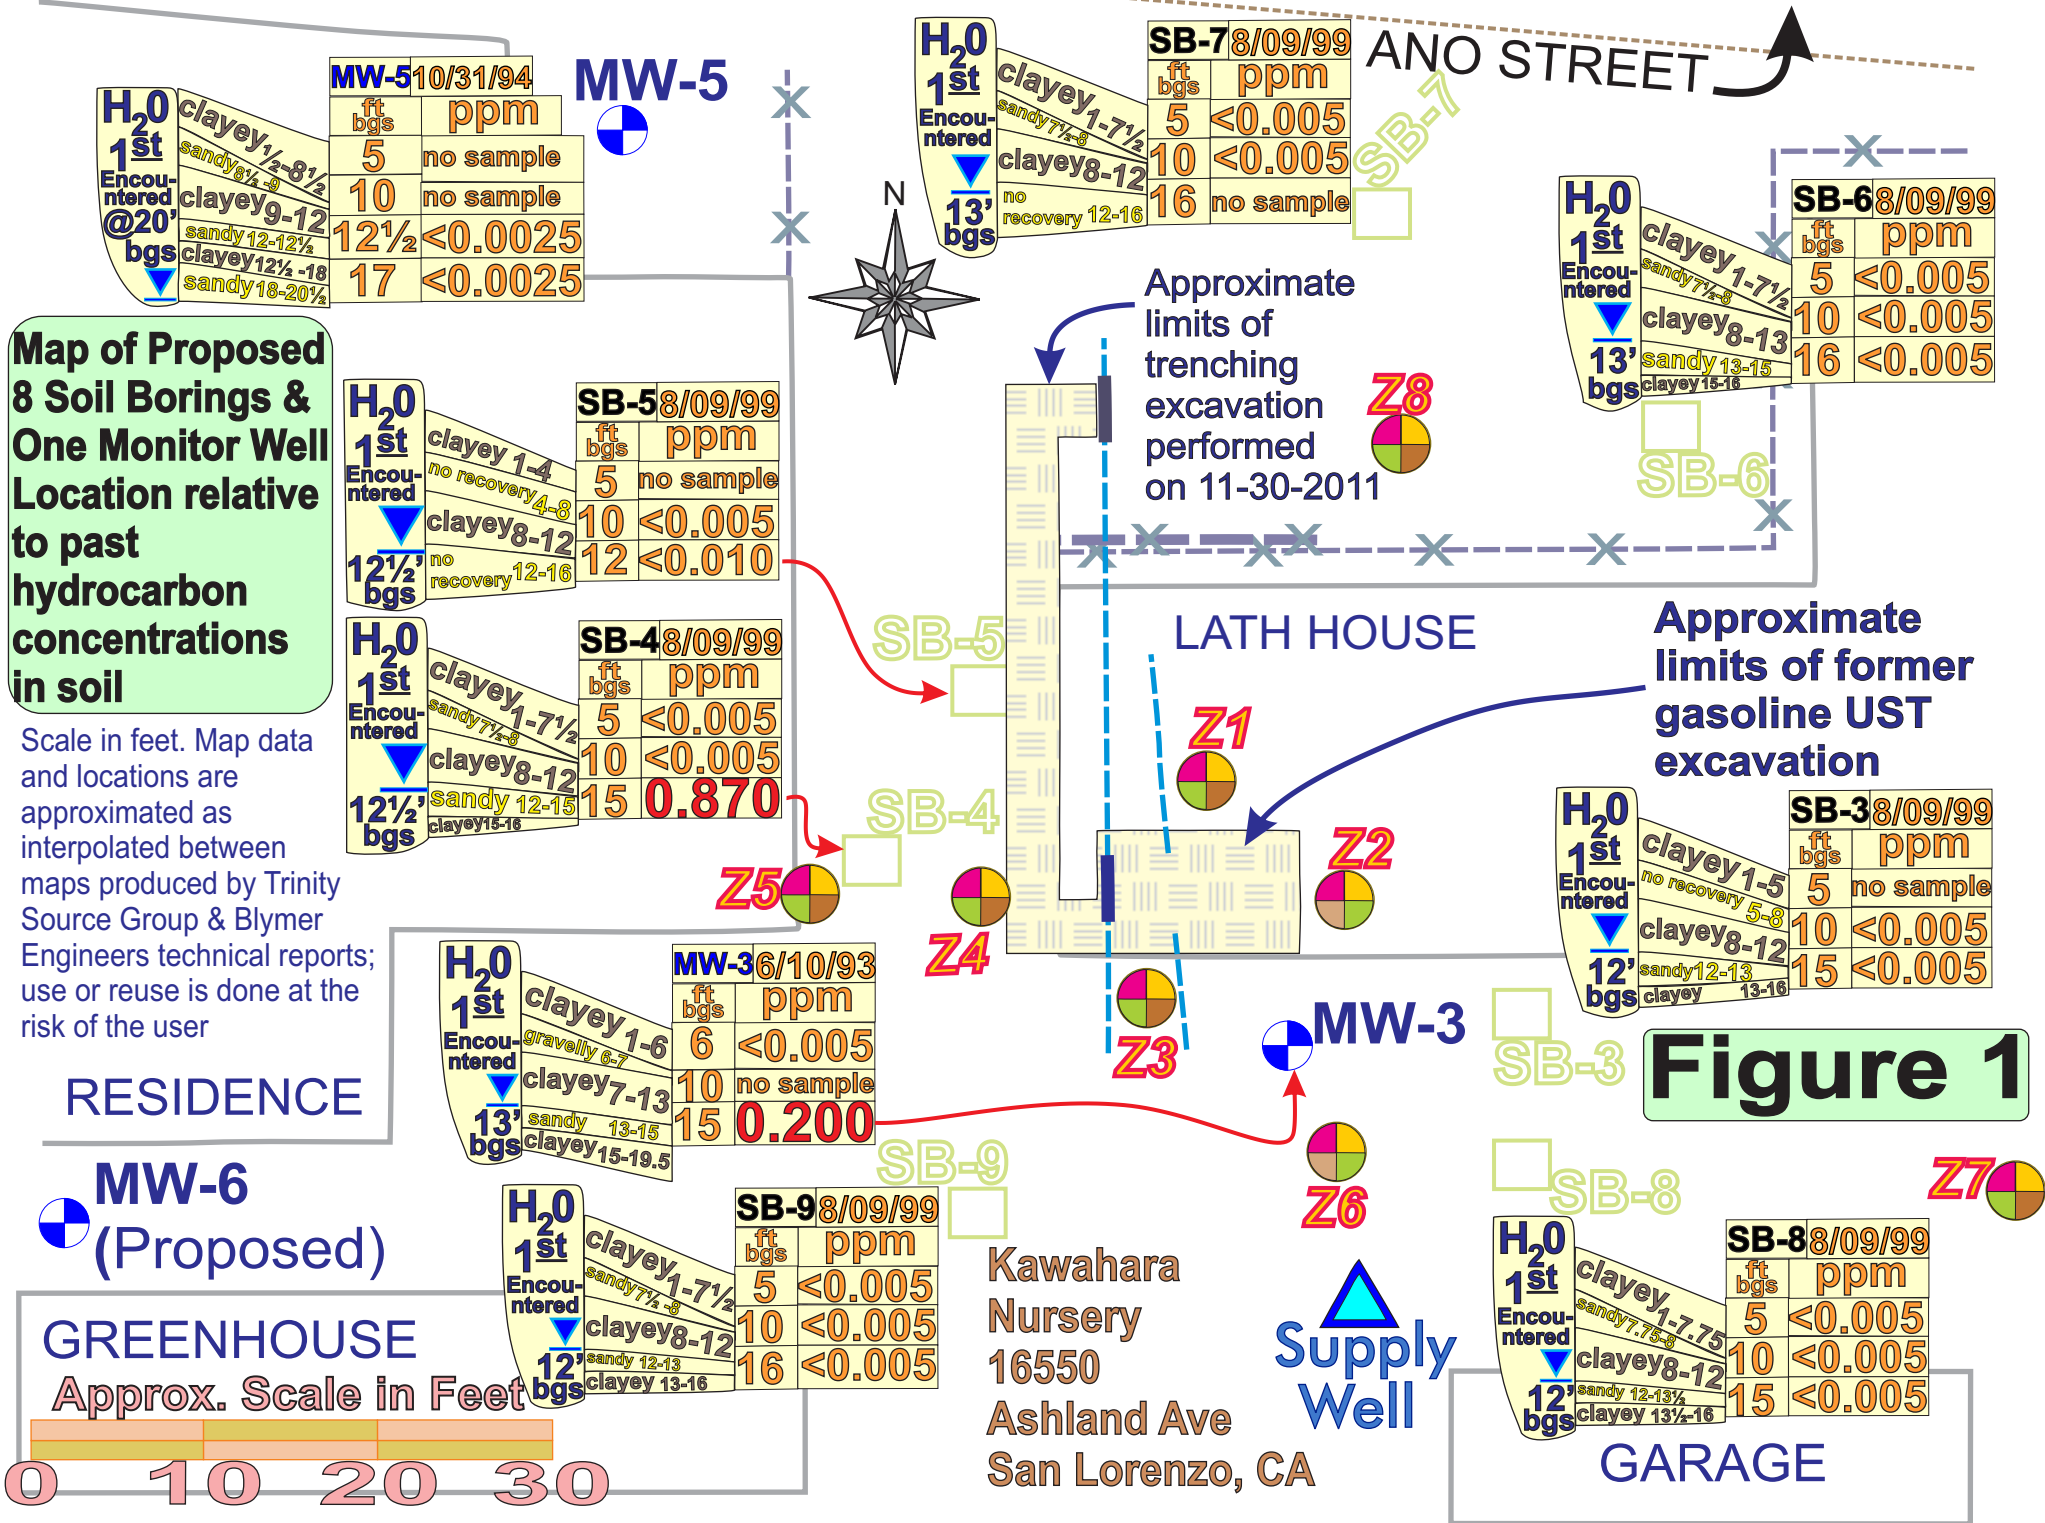 MW-5 10/31/94
ft bgs ppm
5 no sample
10 no sample
12½ <0.0025
17 <0.0025
H₂0
1st
Encou-
ntered
@20'
bgs
clayey ½-8½
sandy 8½-9
clayey 9-12
sandy 12-12½
clayey 12½-18
sandy 18-20½
MW-5
N
SB-7 8/09/99
ft bgs ppm
5 <0.005
10 <0.005
16 no sample
H₂0
1st
Encou-
ntered
13'
bgs
clayey 1-7½
sandy 7½-8
clayey 8-12
no
recovery 12-16
SB-7
ANO STREET
SB-6 8/09/99
ft bgs ppm
5 <0.005
10 <0.005
16 <0.005
H₂0
1st
Encou-
ntered
13'
bgs
clayey 1-7½
sandy 7½-8
clayey 8-13
sandy 13-15
clayey 15-16
SB-6
Approximate
limits of
trenching
excavation
performed
on 11-30-2011
Z8
Map of Proposed
8 Soil Borings &
One Monitor Well
Location relative
to past
hydrocarbon
concentrations
in soil
Scale in feet. Map data
and locations are
approximated as
interpolated between
maps produced by Trinity
Source Group & Blymer
Engineers technical reports;
use or reuse is done at the
risk of the user
SB-5 8/09/99
ft bgs ppm
5 no sample
10 <0.005
12 <0.010
H₂0
1st
Encou-
ntered
12½'
bgs
clayey 1-4
no recovery 4-8
clayey 8-12
no
recovery 12-16
SB-5
SB-4 8/09/99
ft bgs ppm
5 <0.005
10 <0.005
15 0.870
H₂0
1st
Encou-
ntered
12½'
bgs
clayey 1-7½
sandy 7½-8
clayey 8-12
sandy 12-15
clayey 15-16
SB-4
LATH HOUSE
Approximate
limits of former
gasoline UST
excavation
Z1
Z2
Z5
Z4
Z3
SB-3 8/09/99
ft bgs ppm
5 no sample
10 <0.005
15 <0.005
H₂0
1st
Encou-
ntered
12'
bgs
clayey 1-5
no recovery 5-8
clayey 8-12
sandy 12-13
clayey 13-16
SB-3
MW-3 6/10/93
ft bgs ppm
6 <0.005
10 no sample
15 0.200
H₂0
1st
Encou-
ntered
13'
bgs
clayey 1-6
gravelly 6-7
clayey 7-13
sandy 13-15
clayey 15-19.5
MW-3
Figure 1
RESIDENCE
MW-6
(Proposed)
SB-9
SB-9 8/09/99
ft bgs ppm
5 <0.005
10 <0.005
16 <0.005
H₂0
1st
Encou-
ntered
12'
bgs
clayey 1-7½
sandy 7½-8
clayey 8-12
sandy 12-13
clayey 13-16
Z6
Z7
SB-8
SB-8 8/09/99
ft bgs ppm
5 <0.005
10 <0.005
15 <0.005
H₂0
1st
Encou-
ntered
12'
bgs
clayey 1-7.75
sandy 7.75-8
clayey 8-12
sandy 12-13½
clayey 13½-16
Kawahara
Nursery
16550
Ashland Ave
San Lorenzo, CA
Supply
Well
GREENHOUSE
Approx. Scale in Feet
0 10 20 30
GARAGE